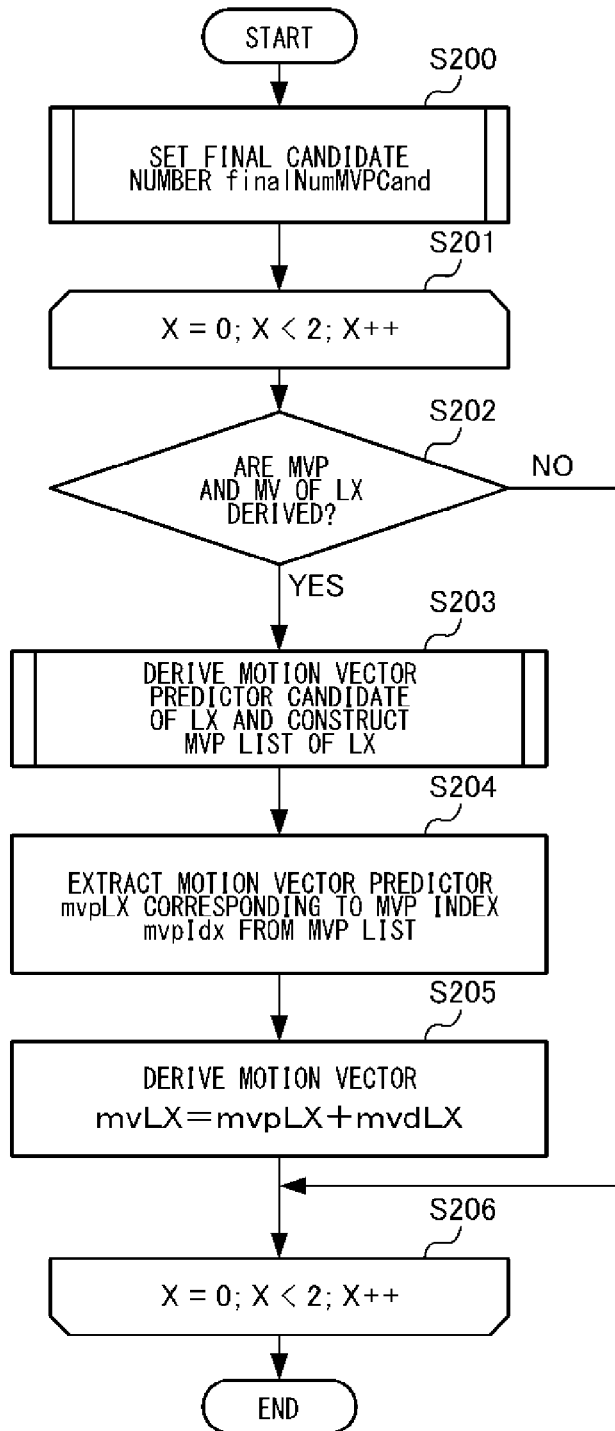 START
S200
SET FINAL CANDIDATE
NUMBER finalNumMVPCand
S201
X = 0; X < 2; X++
S202
ARE MVP
AND MV OF LX
DERIVED?
NO
YES
S203
DERIVE MOTION VECTOR
PREDICTOR CANDIDATE
OF LX AND CONSTRUCT
MVP LIST OF LX
S204
EXTRACT MOTION VECTOR PREDICTOR
mvpLX CORRESPONDING TO MVP INDEX
mvpIdx FROM MVP LIST
S205
DERIVE MOTION VECTOR
mvLX=mvpLX+mvdLX
S206
X = 0; X < 2; X++
END